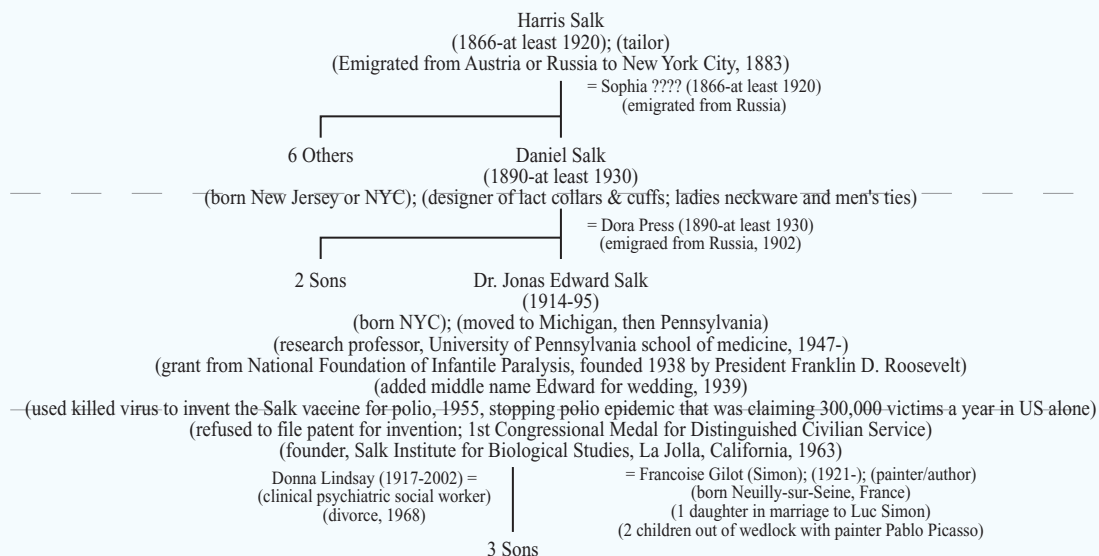 Harris Salk
(1866-at least 1920); (tailor)
(Emigrated from Austria or Russia to New York City, 1883)
= Sophia ???? (1866-at least 1920)
(emigrated from Russia)
6 Others
Daniel Salk
(1890-at least 1930)
(born New Jersey or NYC); (designer of lact collars & cuffs; ladies neckware and men's ties)
= Dora Press (1890-at least 1930)
(emigraed from Russia, 1902)
2 Sons
Dr. Jonas Edward Salk
(1914-95)
(born NYC); (moved to Michigan, then Pennsylvania)
(research professor, University of Pennsylvania school of medicine, 1947-)
(grant from National Foundation of Infantile Paralysis, founded 1938 by President Franklin D. Roosevelt)
(added middle name Edward for wedding, 1939)
(used killed virus to invent the Salk vaccine for polio, 1955, stopping polio epidemic that was claiming 300,000 victims a year in US alone)
(refused to file patent for invention; 1st Congressional Medal for Distinguished Civilian Service)
(founder, Salk Institute for Biological Studies, La Jolla, California, 1963)
Donna Lindsay (1917-2002) =
(clinical psychiatric social worker)
(divorce, 1968)
= Francoise Gilot (Simon); (1921-); (painter/author)
(born Neuilly-sur-Seine, France)
(1 daughter in marriage to Luc Simon)
(2 children out of wedlock with painter Pablo Picasso)
3 Sons